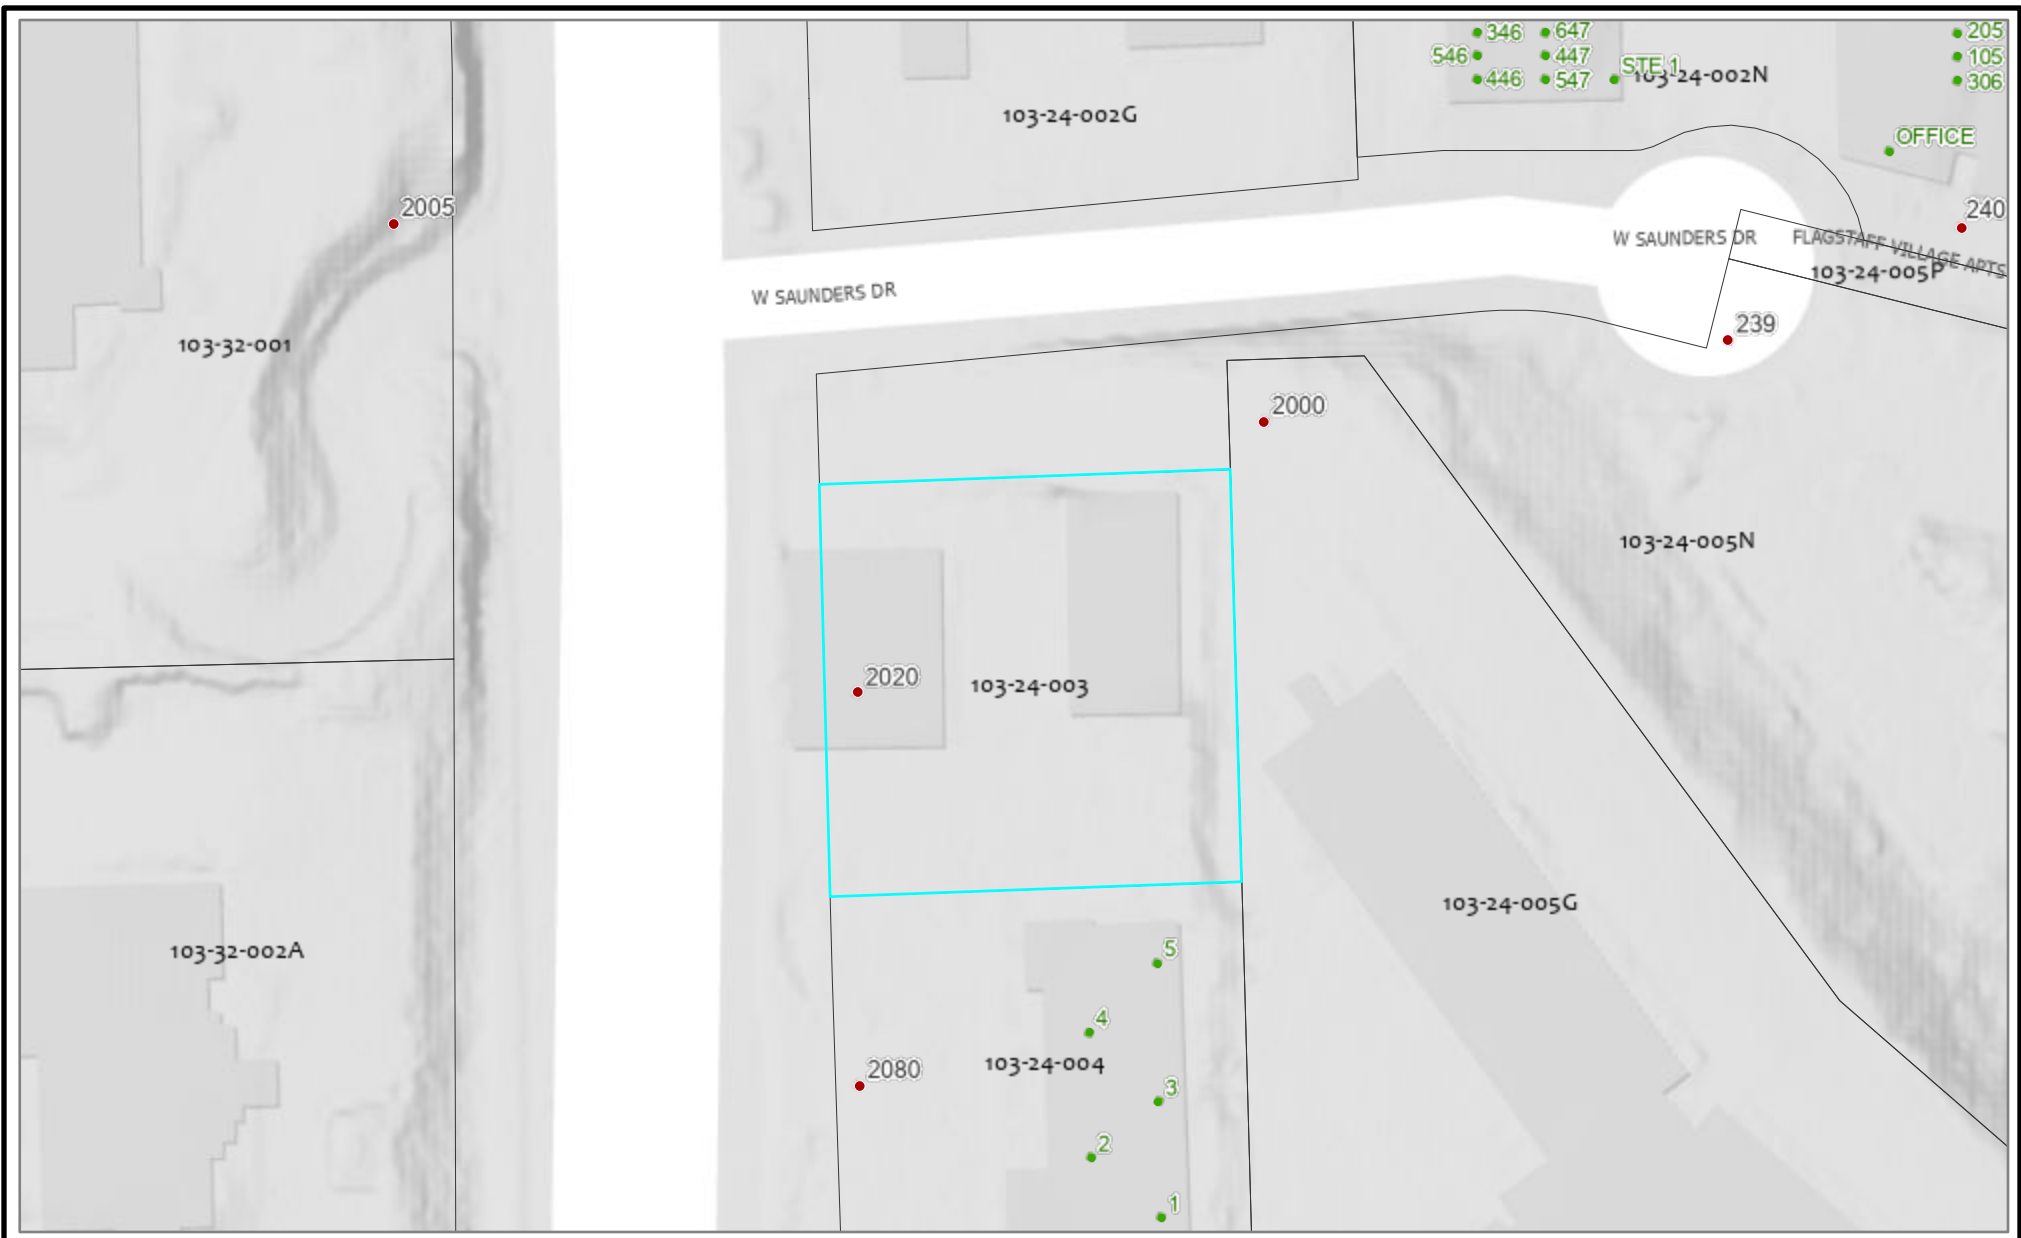 346
647
205
546
447
105
STE 1
103-24-002N
446
547
306
103-24-002G
OFFICE
2005
240
W SAUNDERS DR
FLAGSTAFF VILLAGE APTS
103-24-005P
W SAUNDERS DR
239
103-32-001
2000
103-24-005N
2020
103-24-003
103-24-005G
103-32-002A
5
4
2080
103-24-004
3
2
1